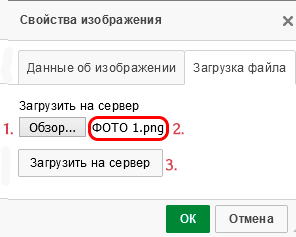 Свойства изображения
Данные об изображении Загрузка файла
Загрузить на сервер
1. Обзор... ФОТО 1.png 2.
Загрузить на сервер 3.
ОК Отмена